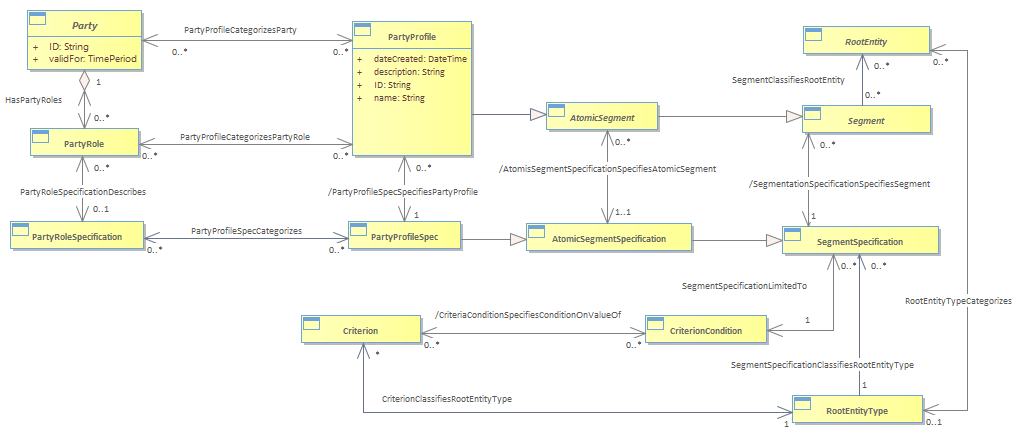 Party
+ ID: String
+ validFor: TimePeriod
PartyProfileCategorizesParty
0..*
0..*
PartyProfile
+ dateCreated: DateTime
+ description: String
+ ID: String
+ name: String
RootEntity
0..*
0..*
SegmentClassifiesRootEntity
0..*
1
HasPartyRoles
0..*
AtomicSegment
Segment
PartyRole
PartyProfileCategorizesPartyRole
0..*
0..*
0..*
0..*
0..*
0..*
/AtomisSegmentSpecificationSpecifiesAtomicSegment
PartyRoleSpecificationDescribes
/PartyProfileSpecSpecifiesPartyProfile
/SegmentationSpecificationSpecifiesSegment
0..1
1
1..1
1
PartyRoleSpecification
PartyProfileSpecCategorizes
0..*
0..*
PartyProfileSpec
AtomicSegmentSpecification
SegmentSpecification
0..*
0..*
SegmentSpecificationLimitedTo
RootEntityTypeCategorizes
/CriteriaConditionSpecifiesConditionOnValueOf
1
Criterion
CriterionCondition
0..*
0..*
*
SegmentSpecificationClassifiesRootEntityType
1
CriterionClassifiesRootEntityType
RootEntityType
1
0..1